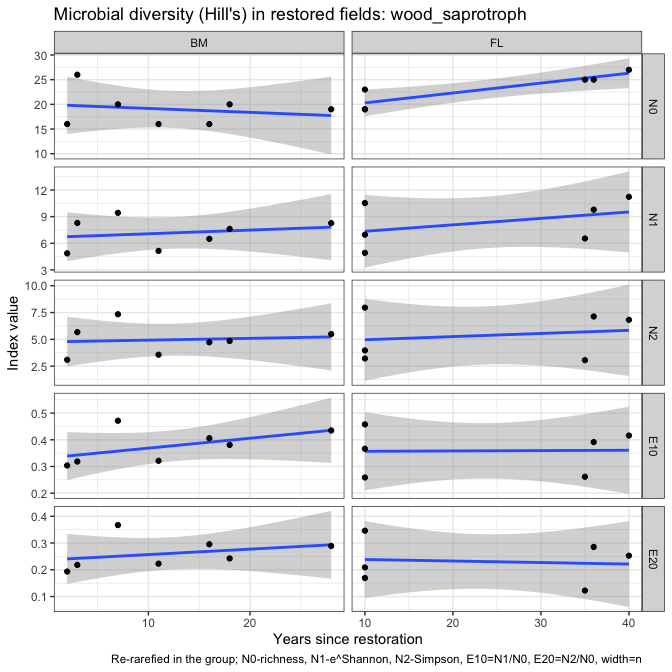 Microbial diversity (Hill's) in restored fields: wood_saprotroph
BM
FL
30
25
20
15
10
N0
12
9
6
3
N1
10.0
7.5
5.0
2.5
N2
0.5
0.4
0.3
0.2
E10
0.4
0.3
0.2
0.1
E20
Index value
10
20
10
20
30
40
Years since restoration
Re-rarefied in the group; N0-richness, N1-e^Shannon, N2-Simpson, E10=N1/N0, E20=N2/N0, width=n